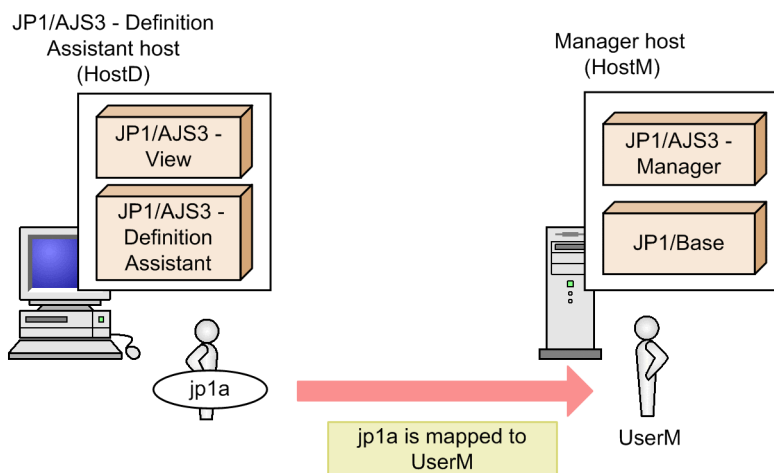 JP1/AJS3 - Definition
Assistant host
(HostD)
JP1/AJS3 -
View
JP1/AJS3 -
Definition
Assistant
jp1a
Manager host
(HostM)
JP1/AJS3 -
Manager
JP1/Base
UserM
jp1a is mapped to
UserM